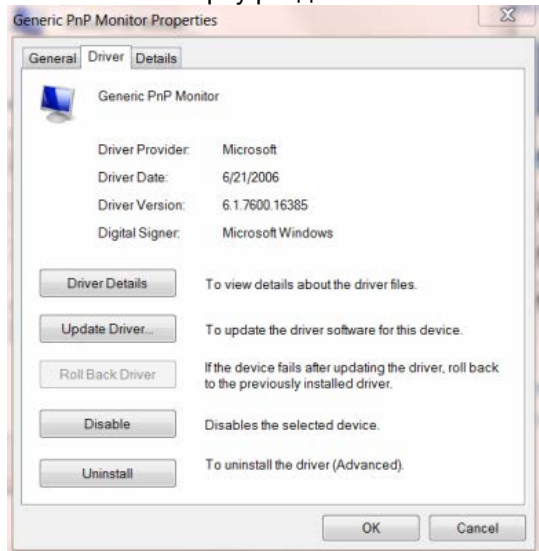 Generic PnP Monitor Properties
General Driver Details
Generic PnP Monitor
Driver Provider: Microsoft
Driver Date: 6/21/2006
Driver Version: 6.1.7600.16385
Digital Signer: Microsoft Windows
Driver Details To view details about the driver files.
Update Driver... To update the driver software for this device.
Roll Back Driver If the device fails after updating the driver, roll back
to the previously installed driver.
Disable Disables the selected device.
Uninstall To uninstall the driver (Advanced).
OK Cancel